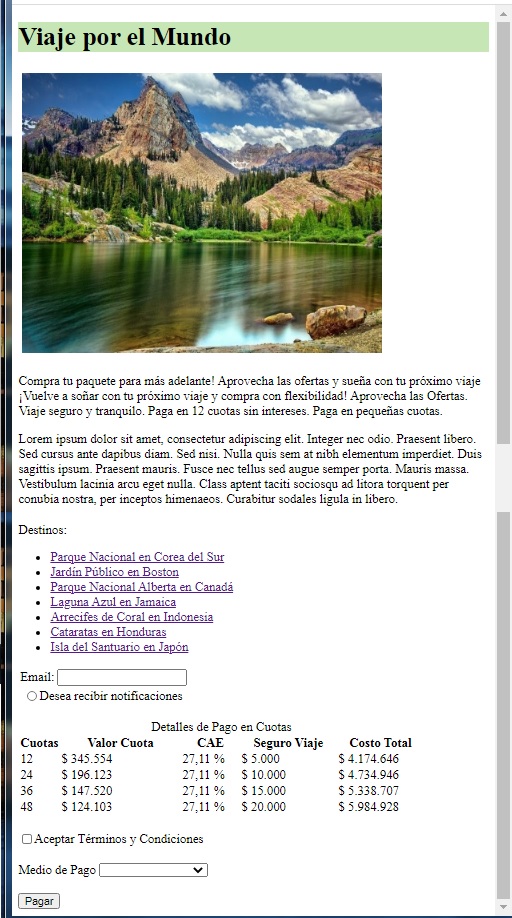 Viaje por el Mundo
Compra tu paquete para más adelante! Aprovecha las ofertas y sueña con tu próximo viaje
¡Vuelve a soñar con tu próximo viaje y compra con flexibilidad! Aprovecha las Ofertas.
Viaje seguro y tranquilo. Paga en 12 cuotas sin intereses. Paga en pequeñas cuotas.
Lorem ipsum dolor sit amet, consectetur adipiscing elit. Integer nec odio. Praesent libero.
Sed cursus ante dapibus diam. Sed nisi. Nulla quis sem at nibh elementum imperdiet. Duis
sagittis ipsum. Praesent mauris. Fusce nec tellus sed augue semper porta. Mauris massa.
Vestibulum lacinia arcu eget nulla. Class aptent taciti sociosqu ad litora torquent per
conubia nostra, per inceptos himenaeos. Curabitur sodales ligula in libero.
Destinos:
Parque Nacional en Corea del Sur
Jardín Público en Boston
Parque Nacional Alberta en Canadá
Laguna Azul en Jamaica
Arrecifes de Coral en Indonesia
Cataratas en Honduras
Isla del Santuario en Japón
Email:
Desea recibir notificaciones
Detalles de Pago en Cuotas
Cuotas Valor Cuota CAE Seguro Viaje Costo Total
12 $ 345.554 27,11 % $ 5.000 $ 4.174.646
24 $ 196.123 27,11 % $ 10.000 $ 4.734.946
36 $ 147.520 27,11 % $ 15.000 $ 5.338.707
48 $ 124.103 27,11 % $ 20.000 $ 5.984.928
Aceptar Términos y Condiciones
Medio de Pago
Pagar